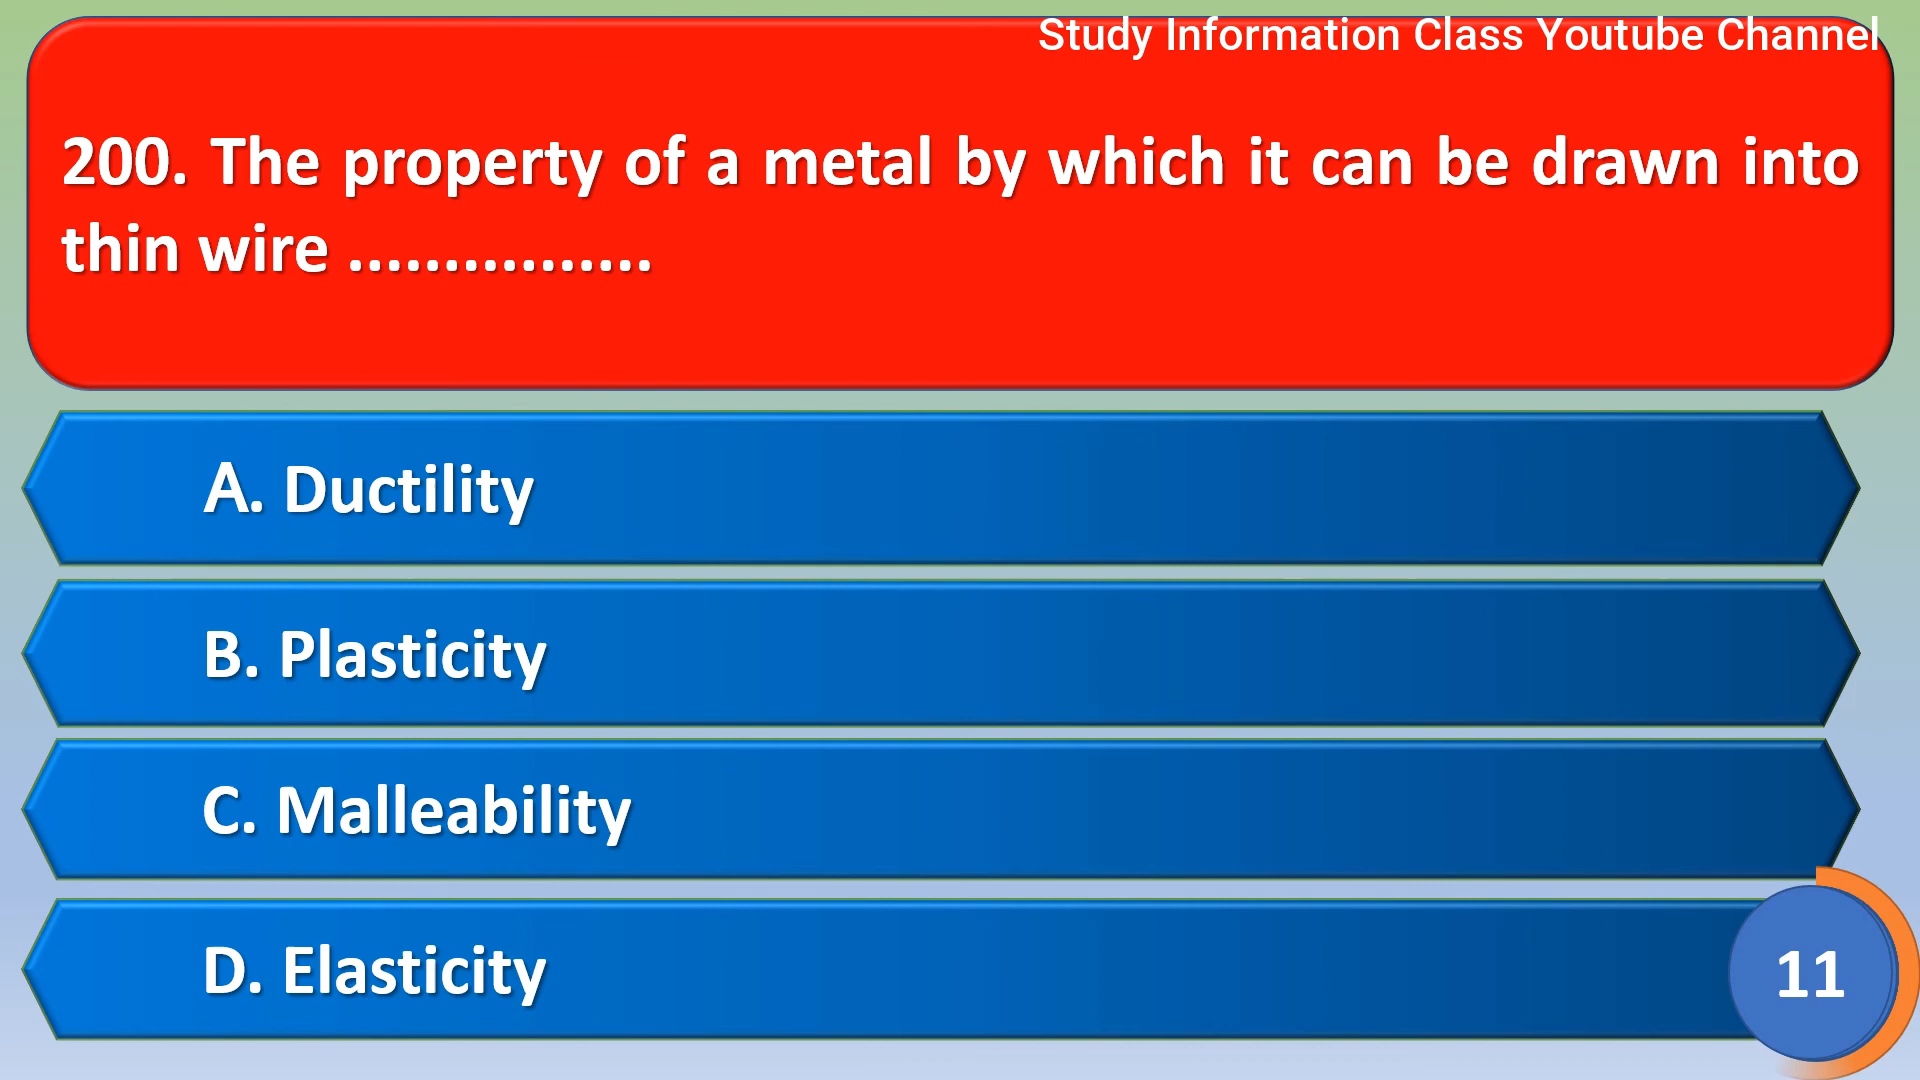 Study Information Class Youtube Channel
200. The property of a metal by which it can be drawn into
thin wire ................
A. Ductility
B. Plasticity
C. Malleability
D. Elasticity
11